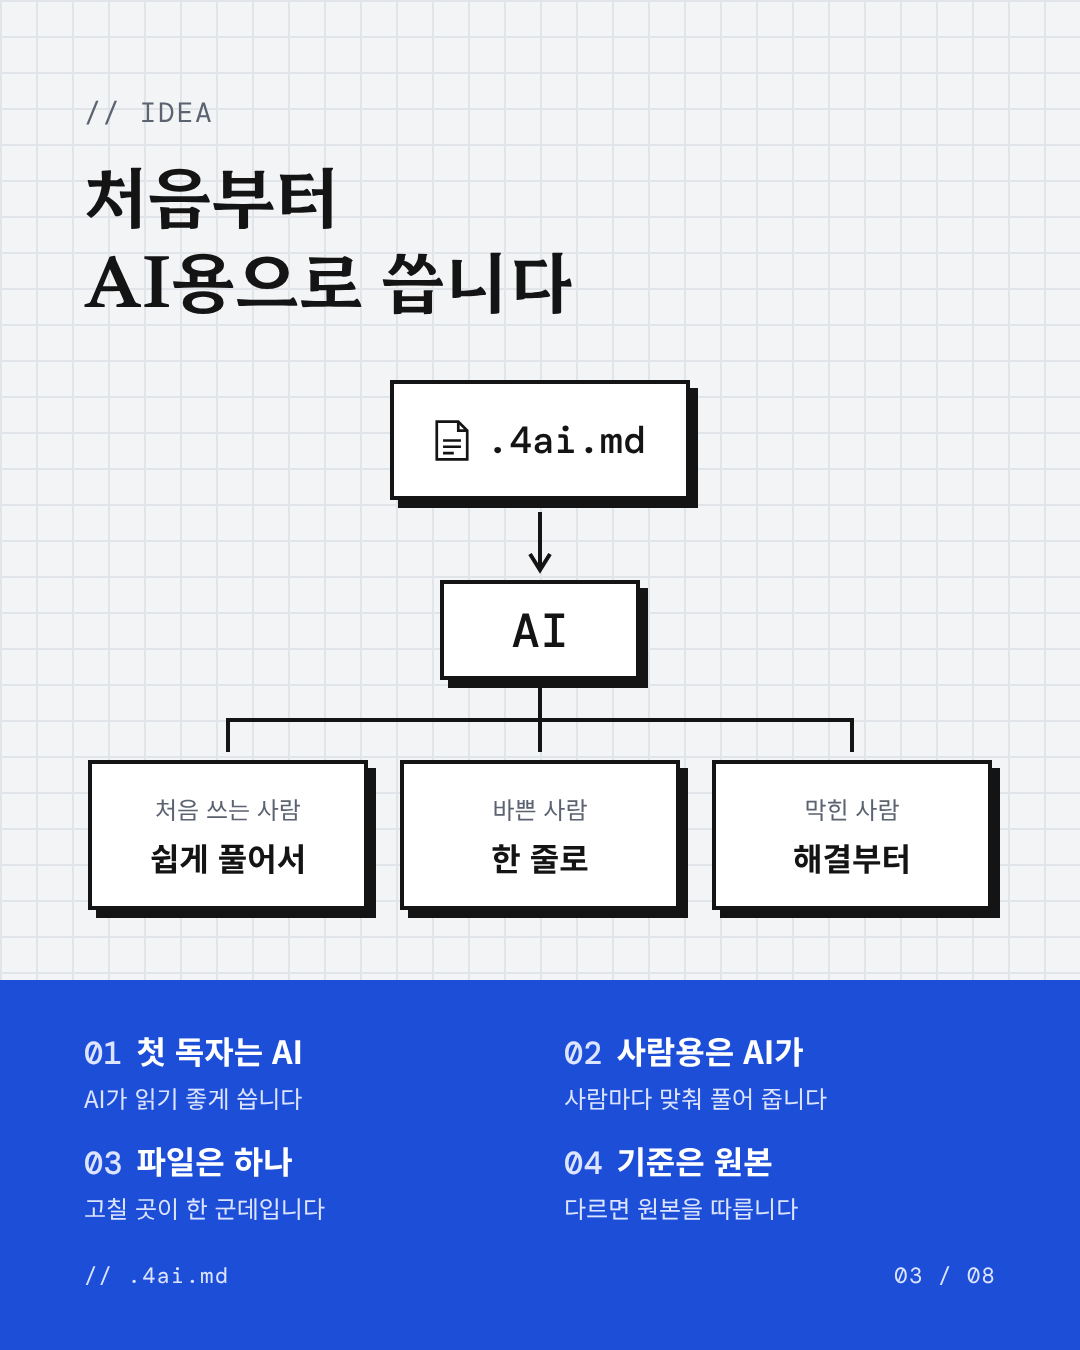 // IDEA
처음부터
AI용으로 씁니다
.4ai.md
AI
처음 쓰는 사람
쉽게 풀어서
바쁜 사람
한 줄로
막힌 사람
해결부터
01 첫 독자는 AI
AI가 읽기 좋게 씁니다
02 사람용은 AI가
사람마다 맞춰 풀어 줍니다
03 파일은 하나
고칠 곳이 한 군데입니다
04 기준은 원본
다르면 원본을 따릅니다
// .4ai.md
03 / 08